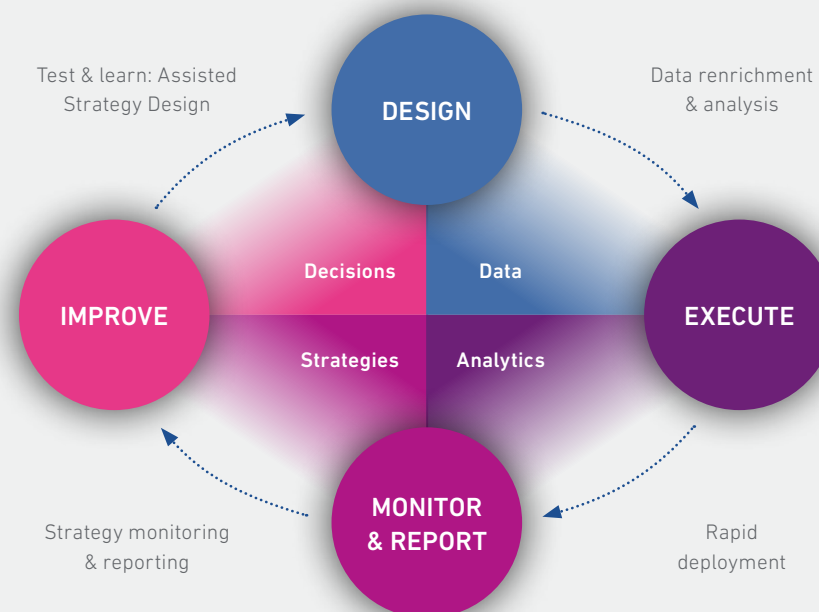 Test & learn: Assisted
Strategy Design
DESIGN
Data renrichment
& analysis
Decisions
Data
IMPROVE
EXECUTE
Strategies
Analytics
MONITOR
& REPORT
Strategy monitoring
& reporting
Rapid
deployment